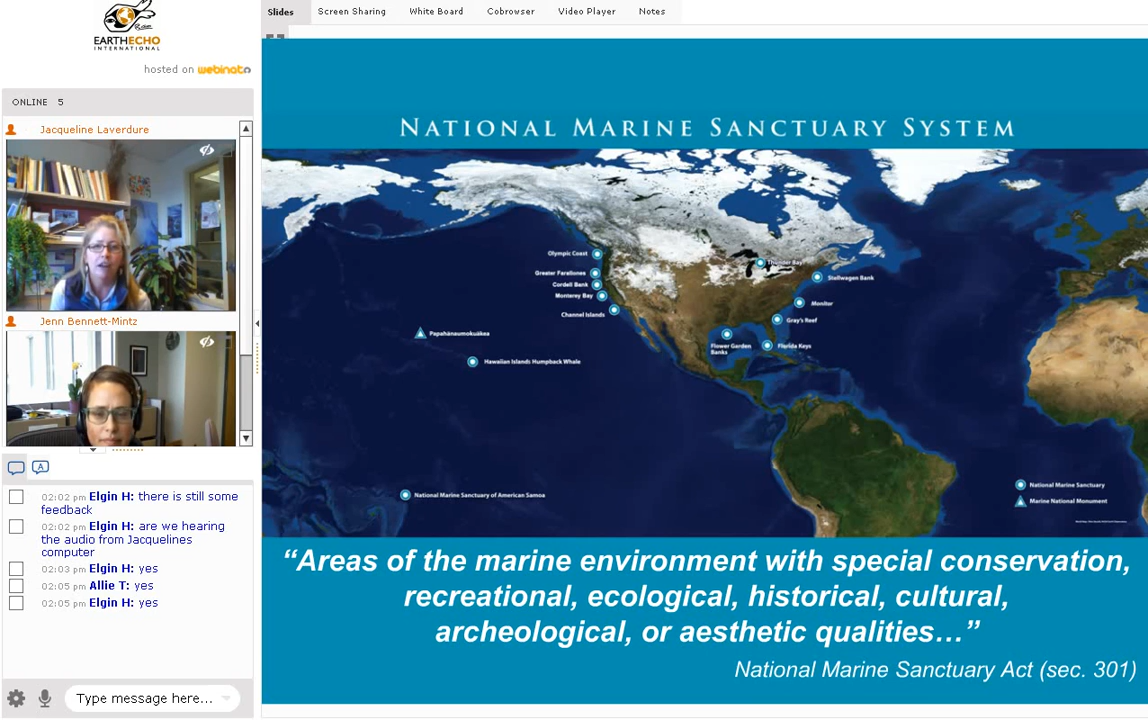 EARTHECHO
INTERNATIONAL
hosted on webinato
ONLINE 5
Jacqueline Laverdure
Jenn Bennett-Mintz
02:02 pm Elgin H: there is still some
feedback
02:02 pm Elgin H: are we hearing
the audio from Jacquelines
computer
02:03 pm Elgin H: yes
02:05 pm Allie T: yes
02:05 pm Elgin H: yes
Type message here...
Slides Screen Sharing White Board Cobrowser Video Player Notes
NATIONAL MARINE SANCTUARY SYSTEM
Olympic Coast
Greater Farallones
Cordell Bank
Monterey Bay
Channel Islands
Thunder Bay
Stellwagen Bank
Monitor
Gray's Reef
Flower Garden
Banks
Florida Keys
Papahānaumokuākea
Hawaiian Islands Humpback Whale
National Marine Sanctuary of American Samoa
National Marine Sanctuary
Marine National Monument
“Areas of the marine environment with special conservation,
recreational, ecological, historical, cultural,
archeological, or aesthetic qualities…”
National Marine Sanctuary Act (sec. 301)